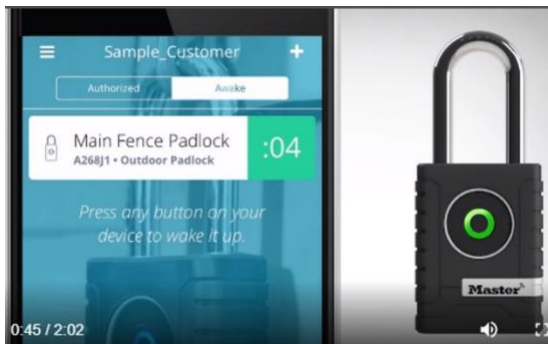 Sample_Customer
Authorized
Awake
Main Fence Padlock
:04
A268J1 • Outdoor Padlock
Press any button on your
device to wake it up.
Master
0:45 / 2:02